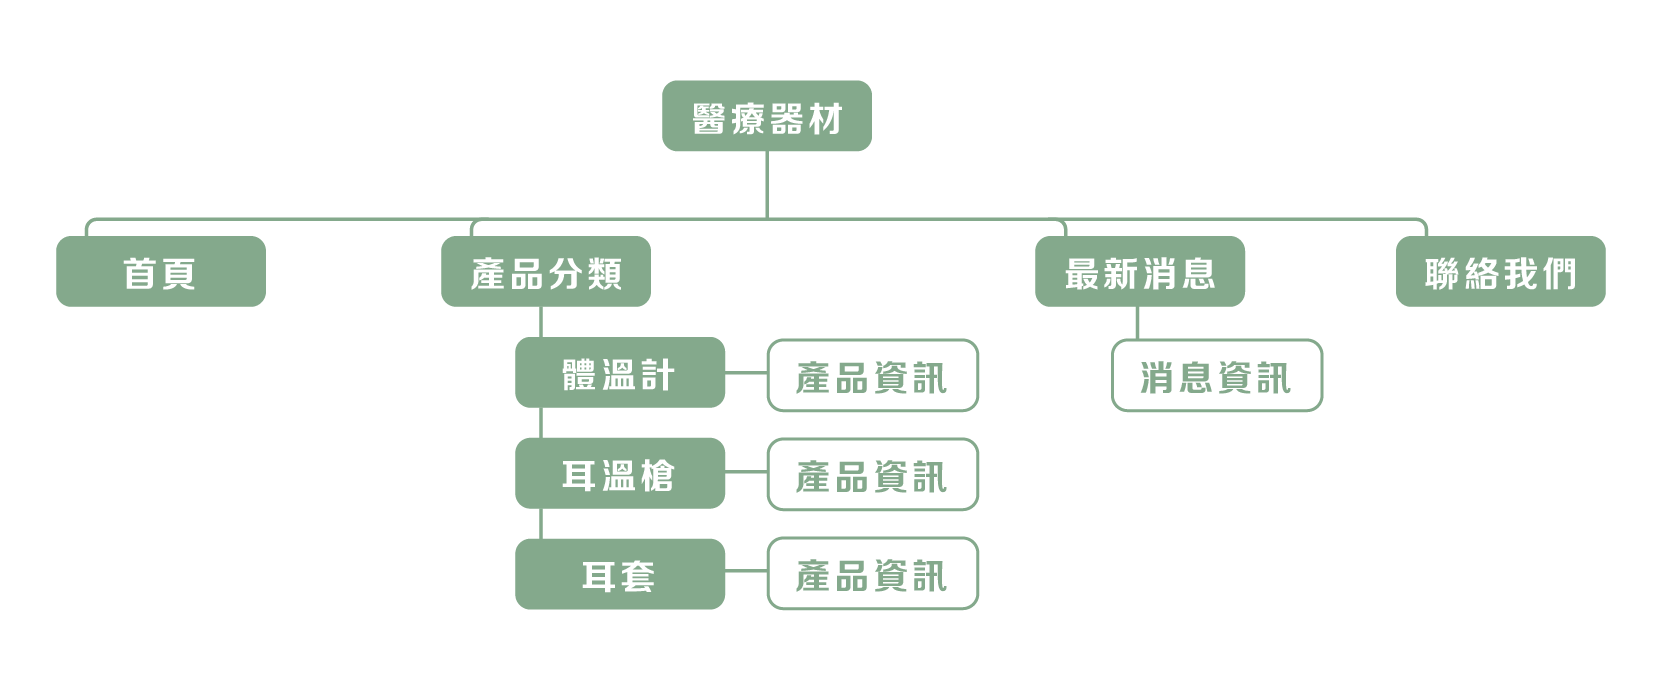 醫療器材
首頁
產品分類
最新消息
聯絡我們
體溫計
產品資訊
消息資訊
耳溫槍
產品資訊
耳套
產品資訊